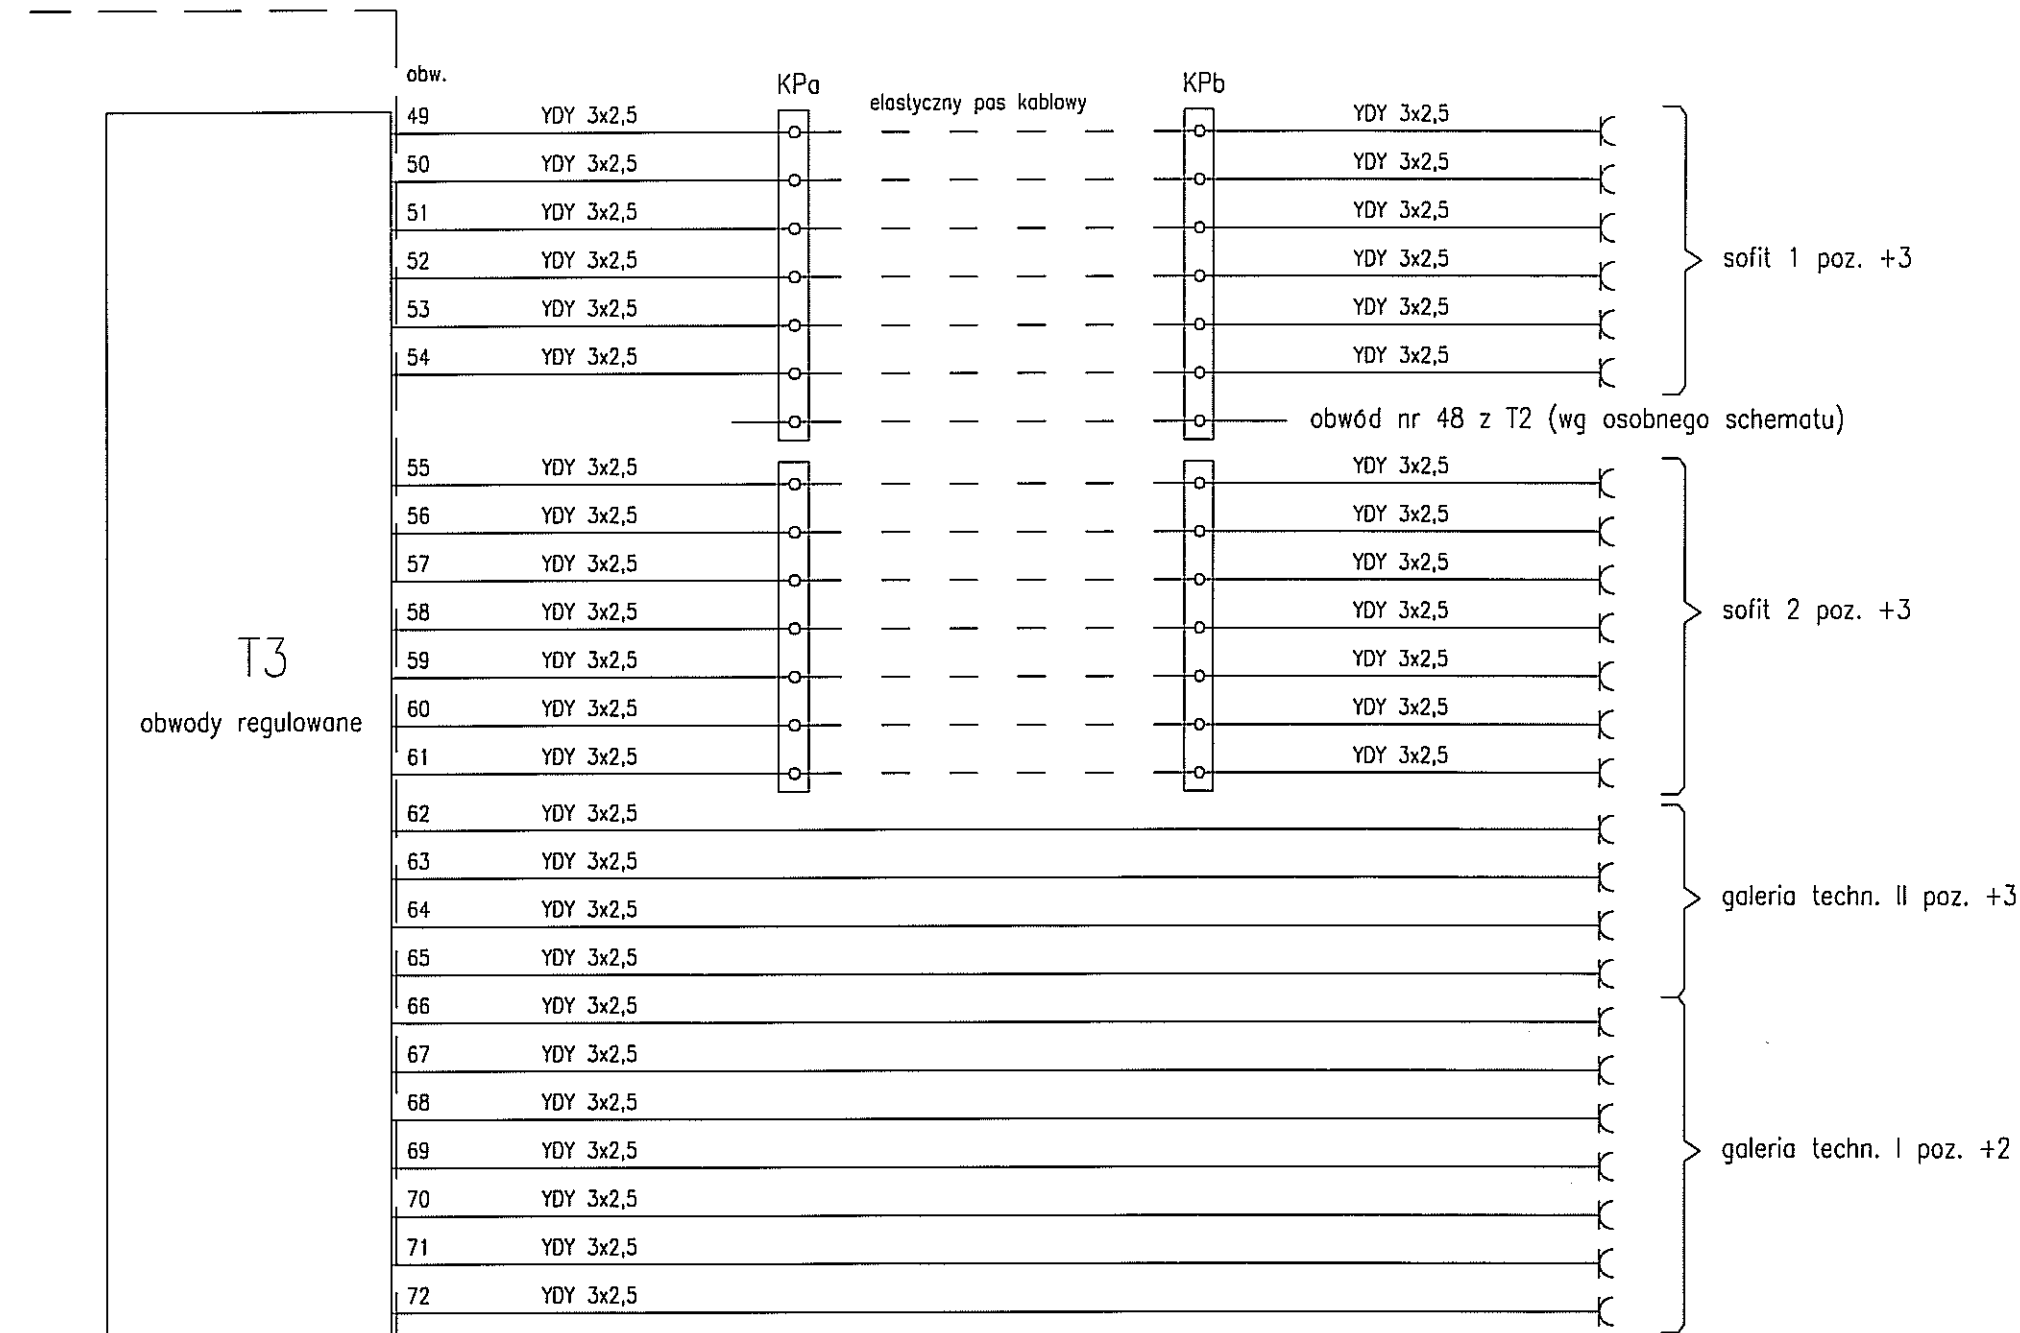 obw.
KPa
elastyczny pas kablowy
KPb
49 YDY 3x2,5 YDY 3x2,5
50 YDY 3x2,5 YDY 3x2,5
51 YDY 3x2,5 YDY 3x2,5
52 YDY 3x2,5 YDY 3x2,5
sofit 1 poz. +3
53 YDY 3x2,5 YDY 3x2,5
54 YDY 3x2,5 YDY 3x2,5
obwód nr 48 z T2 (wg osobnego schematu)
55 YDY 3x2,5 YDY 3x2,5
56 YDY 3x2,5 YDY 3x2,5
57 YDY 3x2,5 YDY 3x2,5
58 YDY 3x2,5 YDY 3x2,5
sofit 2 poz. +3
T3
59 YDY 3x2,5 YDY 3x2,5
60 YDY 3x2,5 YDY 3x2,5
obwody regulowane
61 YDY 3x2,5 YDY 3x2,5
62 YDY 3x2,5
63 YDY 3x2,5
galeria techn. II poz. +3
64 YDY 3x2,5
65 YDY 3x2,5
66 YDY 3x2,5
67 YDY 3x2,5
68 YDY 3x2,5
69 YDY 3x2,5
galeria techn. I poz. +2
70 YDY 3x2,5
71 YDY 3x2,5
72 YDY 3x2,5